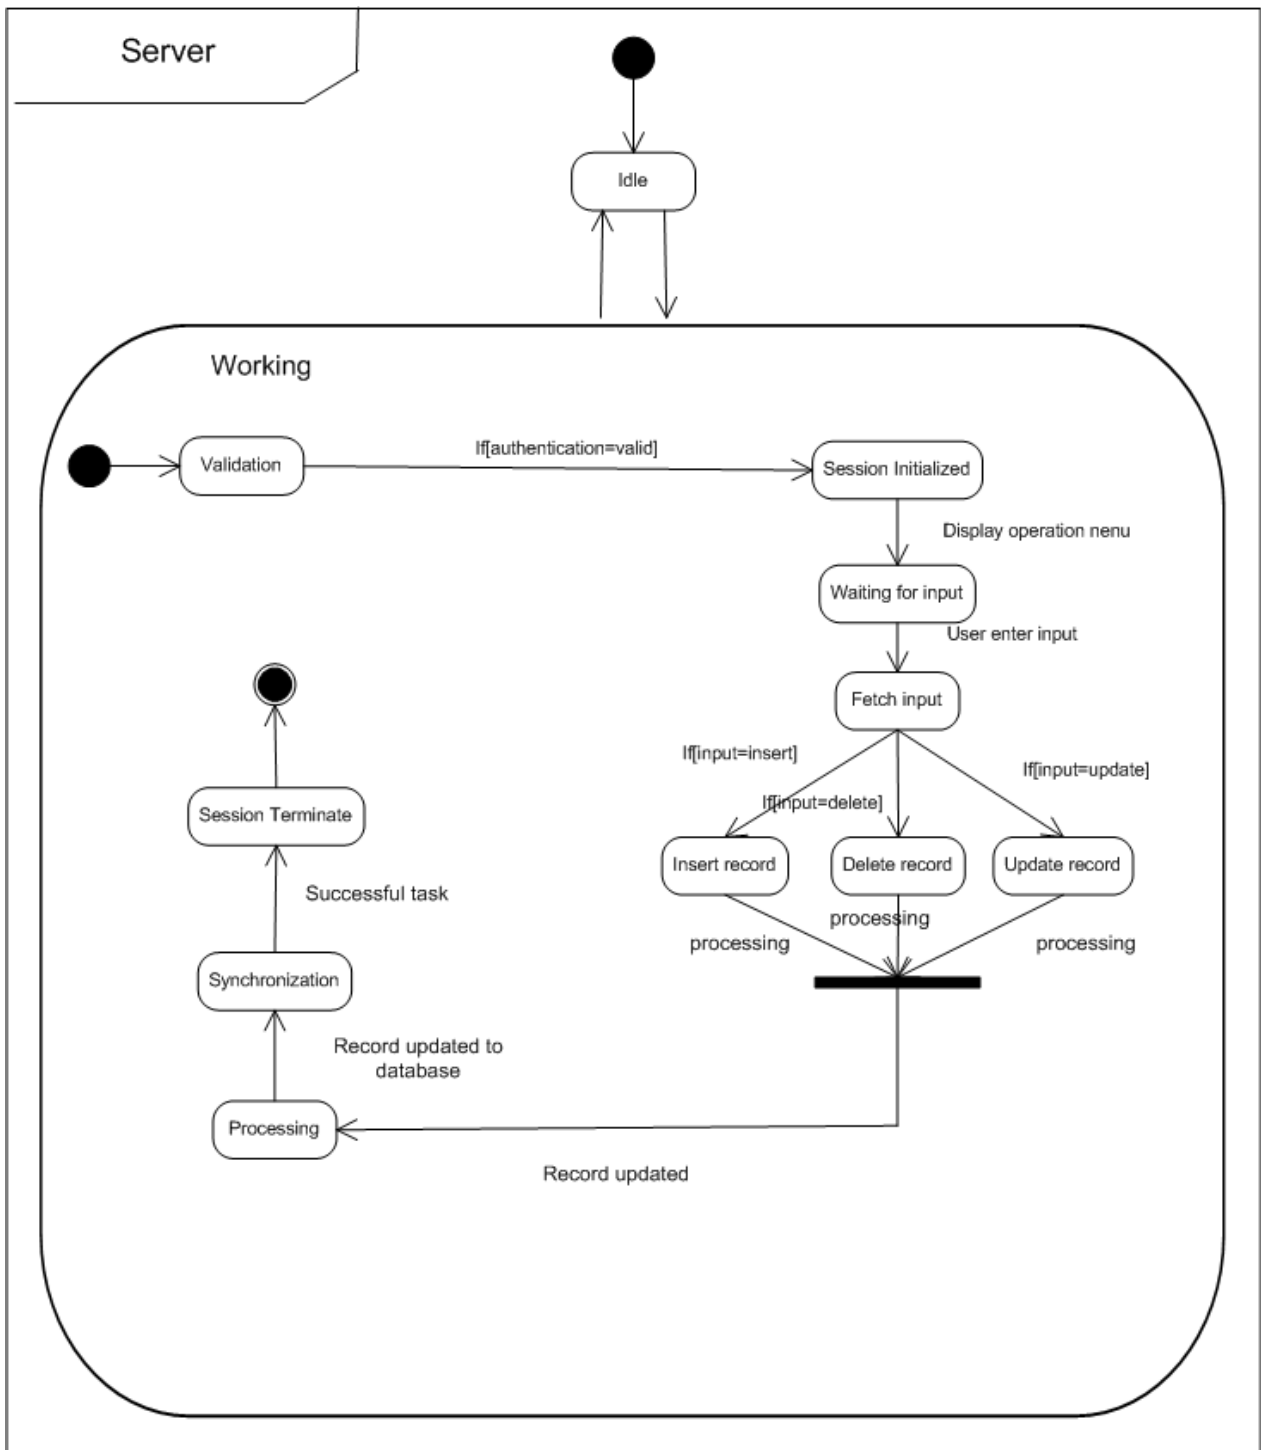 Server
Idle
Working
If[authentication=valid]
Validation
Session Initialized
Display operation nenu
Waiting for input
User enter input
Fetch input
If[input=insert]
If[input=update]
If[input=delete]
Session Terminate
Insert record
Delete record
Update record
Successful task
processing
processing
processing
Synchronization
Record updated to
database
Processing
Record updated